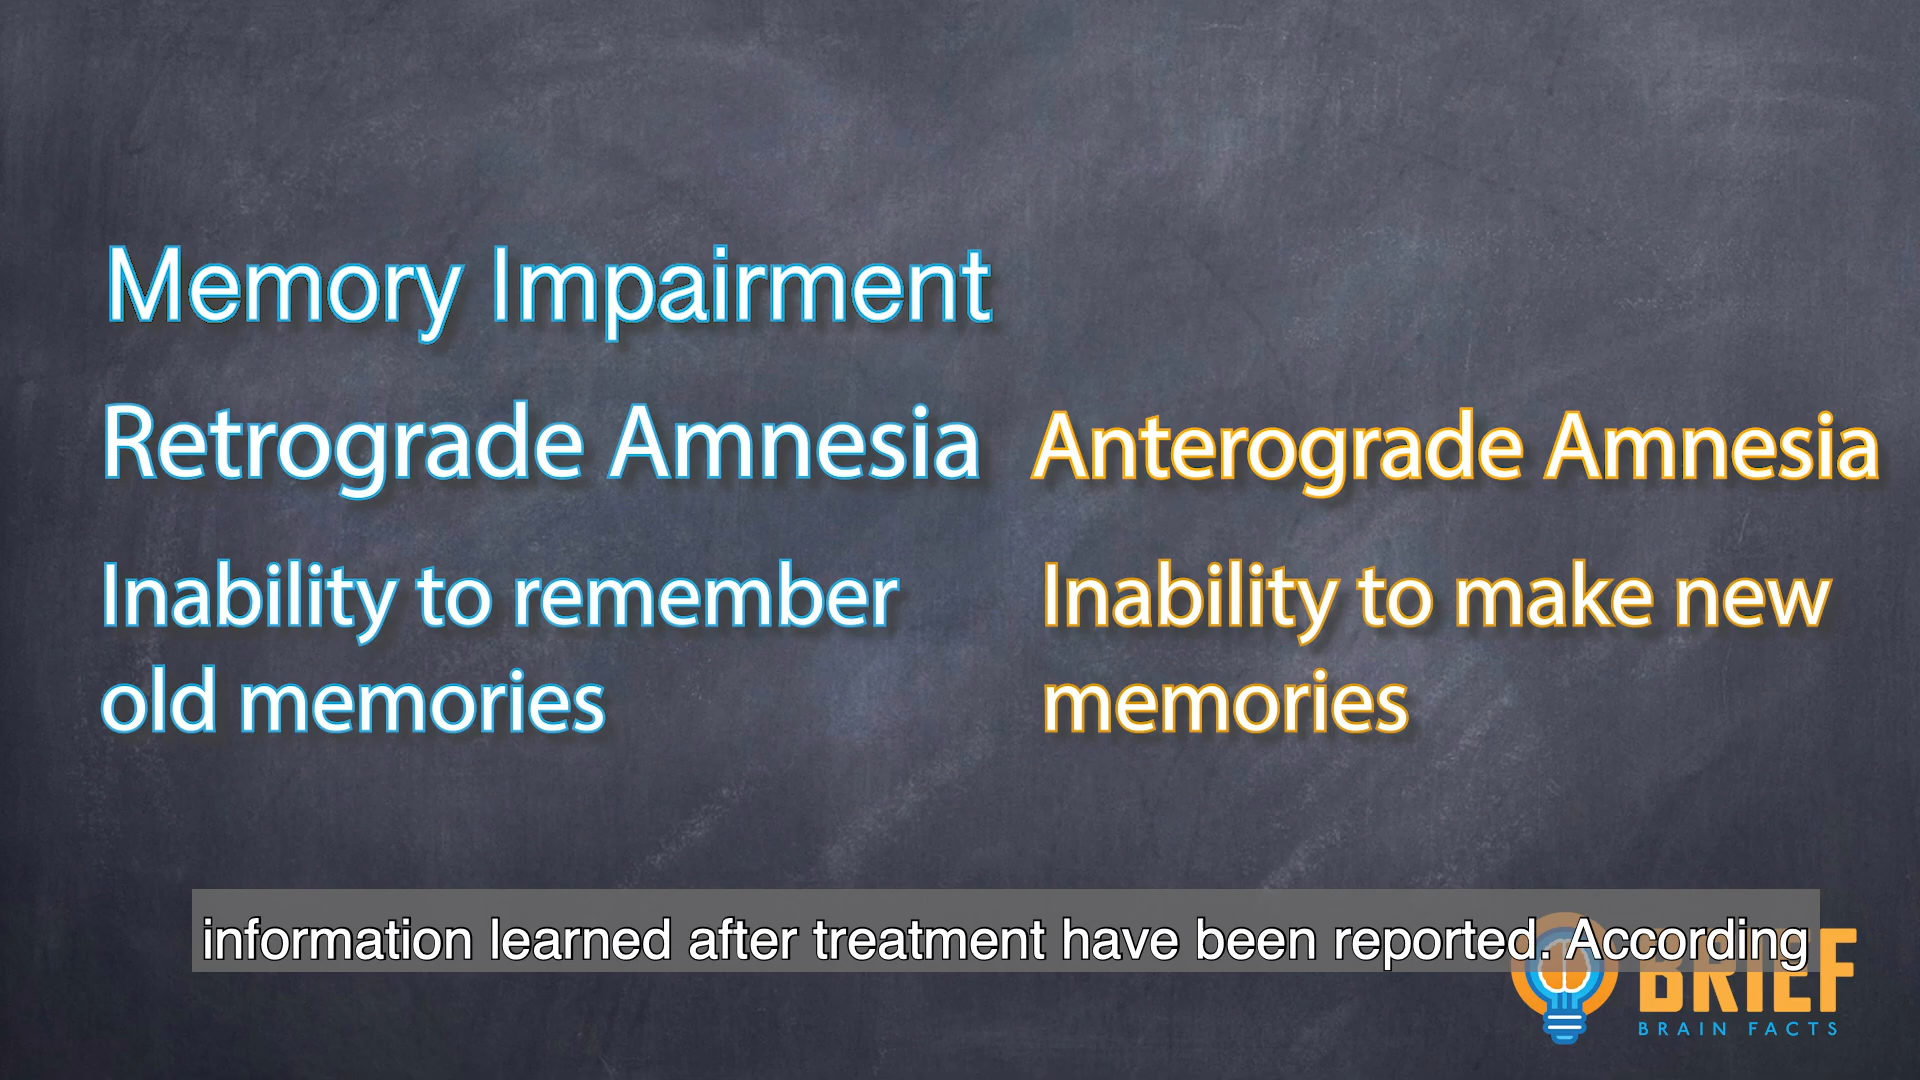 Memory Impairment
Retrograde Amnesia
Anterograde Amnesia
Inability to remember
old memories
Inability to make new
memories
information learned after treatment have been reported. According
BRIEF
BRAIN FACTS